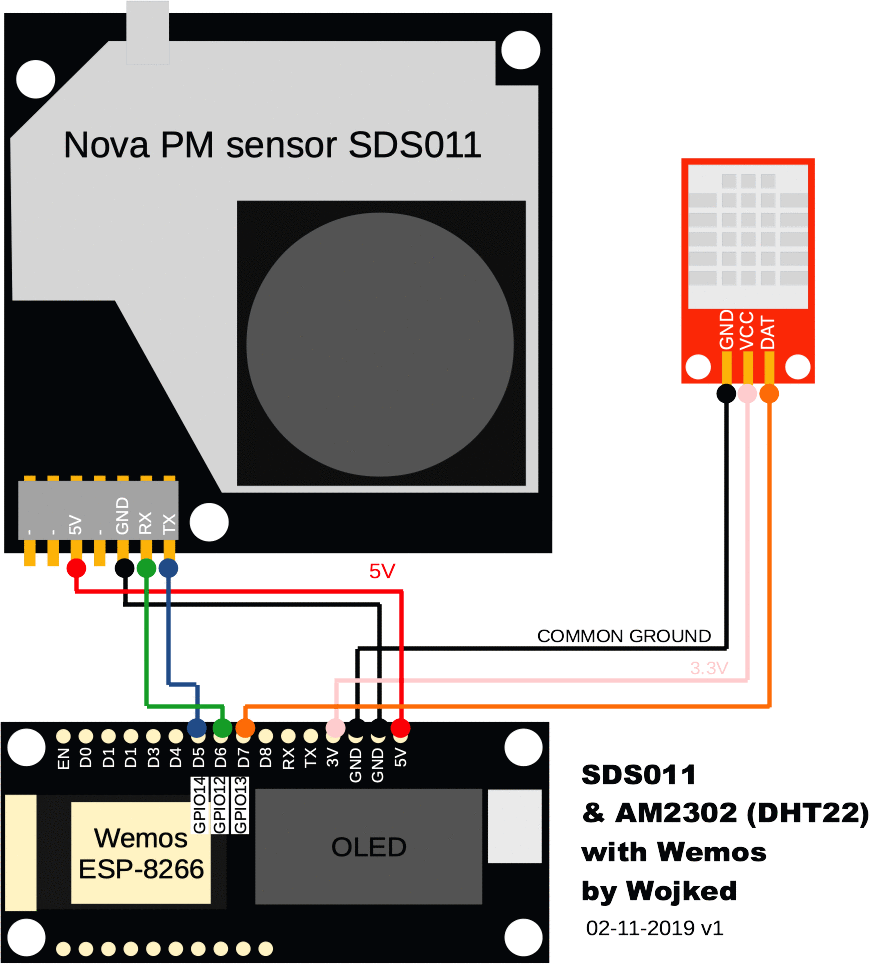 Nova PM sensor SDS011
GND
VCC
DAT
-
-
5V
-
GND
RX
TX
5V
COMMON GROUND
3.3V
EN
D0
D1
D1
D3
D4
D5
D6
D7
D8
RX
TX
3V
GND
GND
5V
GPIO14
GPIO12
GPIO13
Wemos
ESP-8266
OLED
SDS011
& AM2302 (DHT22)
with Wemos
by Wojked
02-11-2019 v1